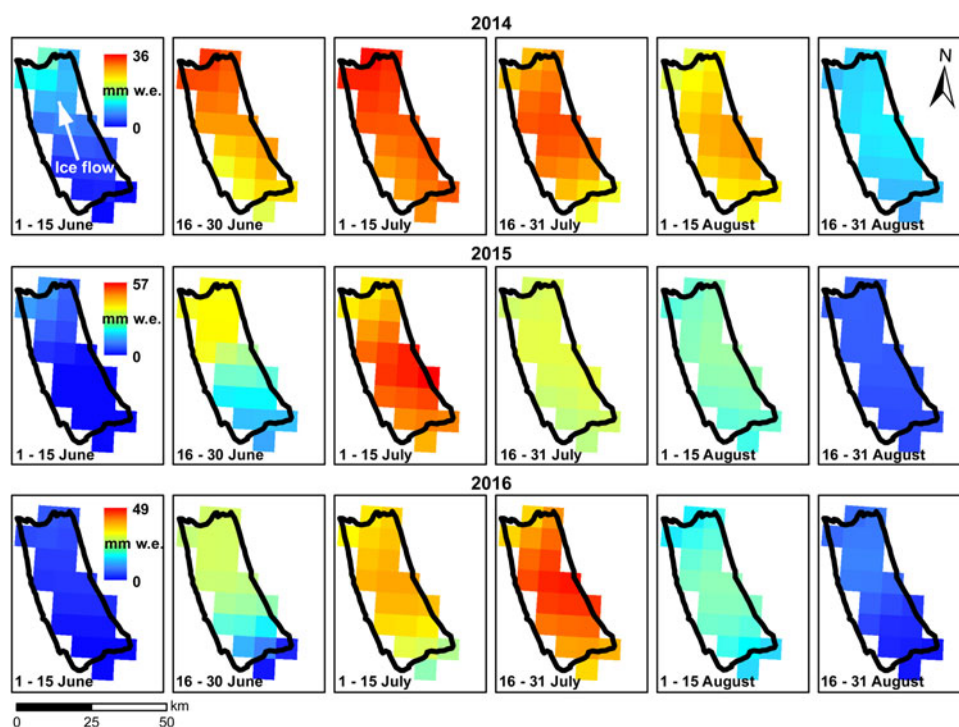 2014
36
mm w.e.
0
Ice flow
N
1 - 15 June
16 - 30 June
1 - 15 July
16 - 31 July
1 - 15 August
16 - 31 August
2015
57
mm w.e.
0
1 - 15 June
16 - 30 June
1 - 15 July
16 - 31 July
1 - 15 August
16 - 31 August
2016
49
mm w.e.
0
1 - 15 June
16 - 30 June
1 - 15 July
16 - 31 July
1 - 15 August
16 - 31 August
km
0 25 50